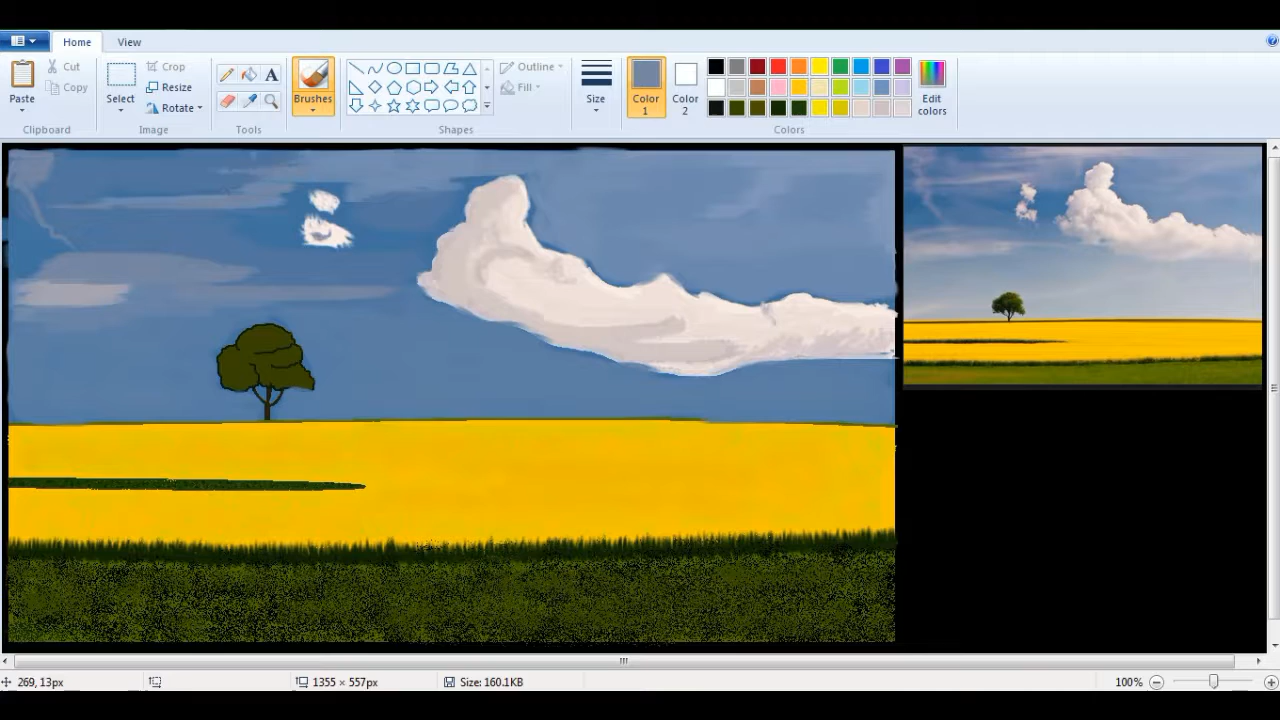 Home View
Paste
Cut
Copy
Clipboard
Select
Crop
Resize
Rotate
Image
A
Tools
Brushes
Outline
Fill
Shapes
Size
Color 1
Color 2
Edit colors
Colors
269, 13px
1355 × 557px
Size: 160.1KB
100%